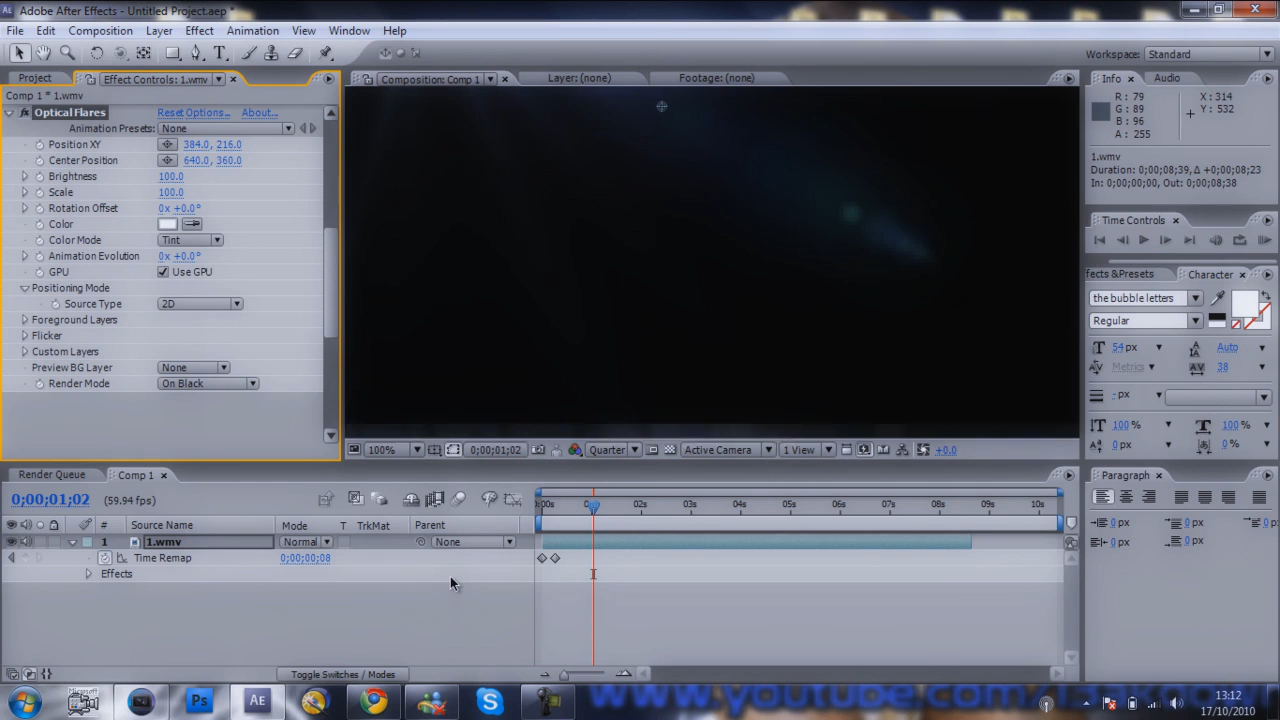 Adobe After Effects - Untitled Project.aep *
File Edit Composition Layer Effect Animation View Window Help
Workspace: Standard
Project Effect Controls: 1.wmv
Comp 1 * 1.wmv
Optical Flares Reset Options... About...
Animation Presets: None
Position XY 384.0, 216.0
Center Position 640.0, 360.0
Brightness 100.0
Scale 100.0
Rotation Offset 0x +0.0°
Color
Color Mode Tint
Animation Evolution 0x +0.0°
GPU Use GPU
Positioning Mode
Source Type 2D
Foreground Layers
Flicker
Custom Layers
Preview BG Layer None
Render Mode On Black
Composition: Comp 1 Layer: (none) Footage: (none)
100% 0;00;01;02 Quarter Active Camera 1 View +0.0
Info Audio
R: 79 X: 314
G: 89 Y: 532
B: 96
A: 255
1.wmv
Duration: 0;00;08;39, Δ +0;00;08;23
In: 0;00;00;00, Out: 0;00;08;38
Time Controls
ffects&Presets Character
the bubble letters
Regular
54 px Auto
Metrics 38
- px
100 % 100 %
0 px 0 %
Paragraph
0 px 0 px 0 p
0 px 0 px
Render Queue Comp 1
0;00;01;02 (59.94 fps)
# Source Name Mode T TrkMat Parent
1 1.wmv Normal None
Time Remap 0;00;00;08
Effects
02s 03s 04s 05s 06s 07s 08s 09s 10s
Toggle Switches / Modes
Microsoft
Ps AE
13:12
17/10/2010